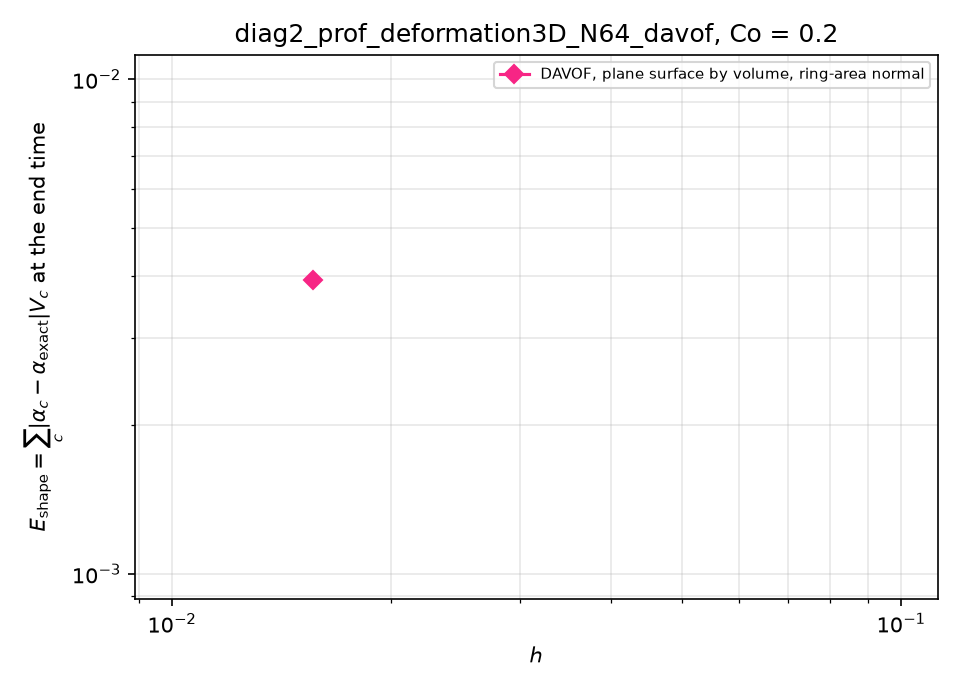 diag2_prof_deformation3D_N64_davof, Co = 0.2
DAVOF, plane surface by volume, ring-area normal
10⁻²
10⁻³
E_shape = ∑_c |α_c − α_exact|V_c at the end time
10⁻²
10⁻¹
h